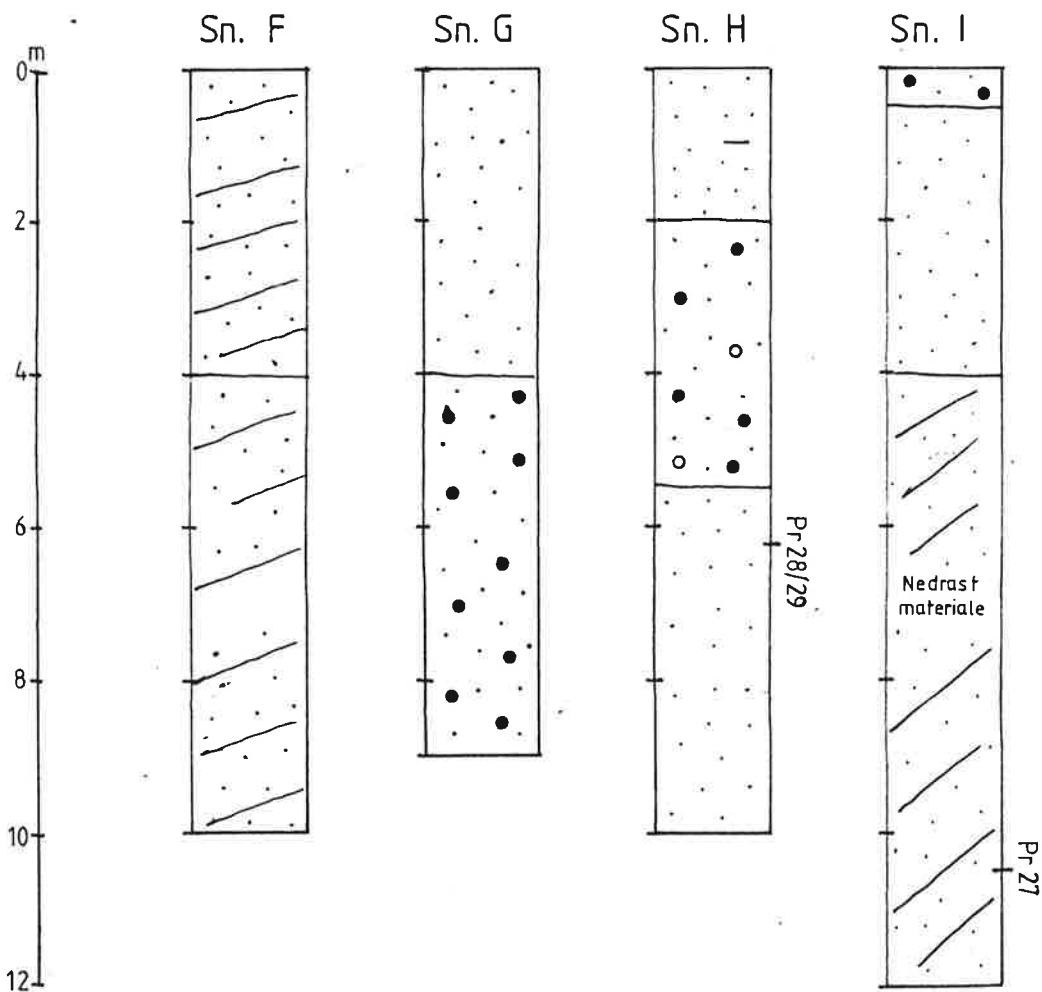 Sn. F
Sn. G
Sn. H
Sn. I
m
0
2
4
6
8
10
12
Pr 28/29
Nedrast
materiale
Pr 27